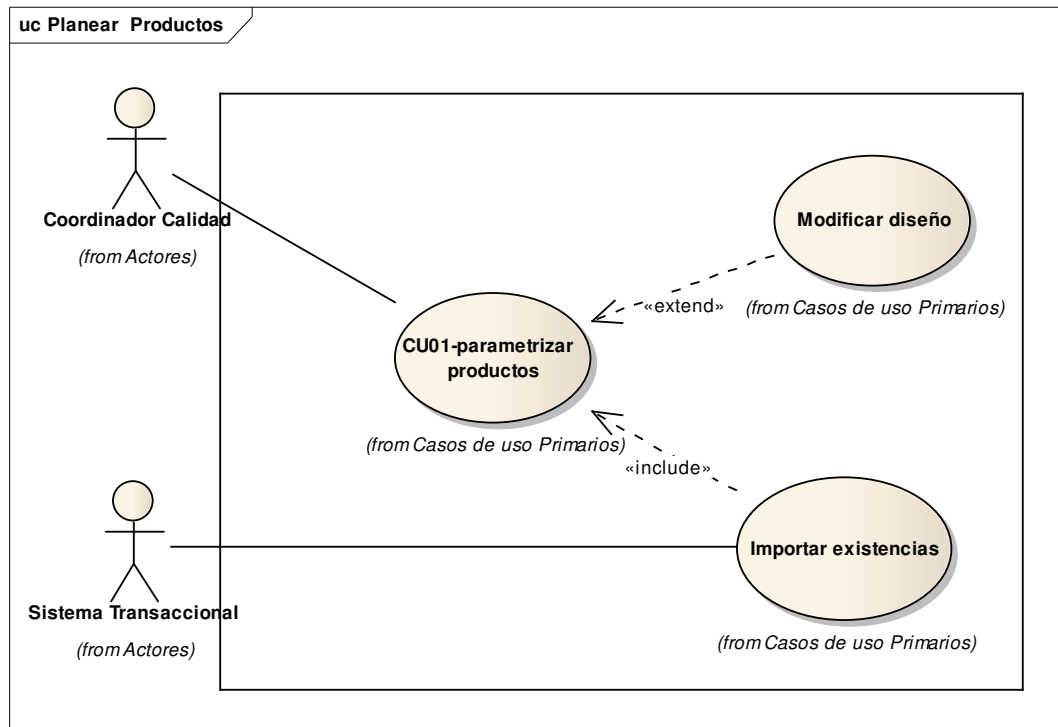 uc Planear Productos
Coordinador Calidad
(from Actores)
Modificar diseño
(from Casos de uso Primarios)
«extend»
CU01-parametrizar
productos
(from Casos de uso Primarios)
«include»
Sistema Transaccional
(from Actores)
Importar existencias
(from Casos de uso Primarios)